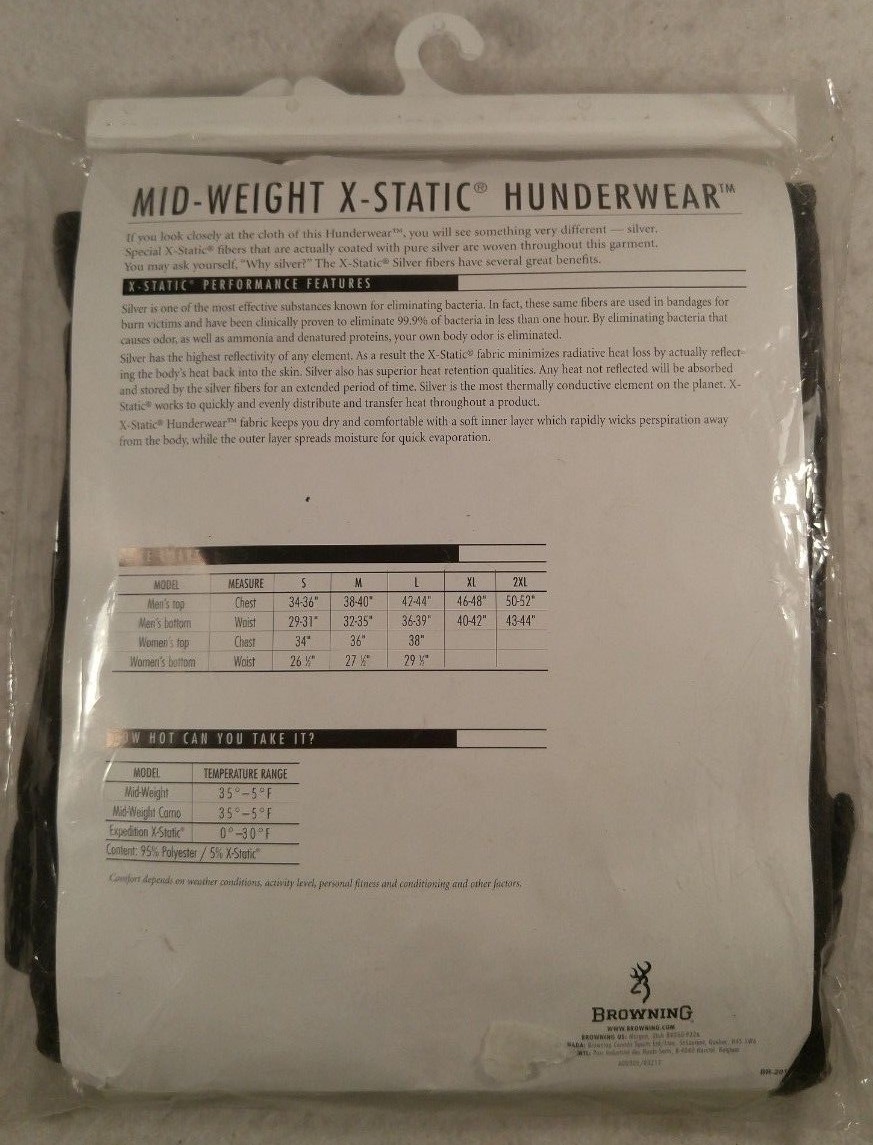 MID-WEIGHT X-STATIC® HUNDERWEAR™
If you look closely at the cloth of this Hunderwear™, you will see something very different — silver.
Special X-Static® fibers that are actually coated with pure silver are woven throughout this garment.
You may ask yourself, "Why silver?" The X-Static® Silver fibers have several great benefits.
X-STATIC® PERFORMANCE FEATURES
Silver is one of the most effective substances known for eliminating bacteria. In fact, these same fibers are used in bandages for
burn victims and have been clinically proven to eliminate 99.9% of bacteria in less than one hour. By eliminating bacteria that
causes odor, as well as ammonia and denatured proteins, your own body odor is eliminated.
Silver has the highest reflectivity of any element. As a result the X-Static® fabric minimizes radiative heat loss by actually reflect-
ing the body's heat back into the skin. Silver also has superior heat retention qualities. Any heat not reflected will be absorbed
and stored by the silver fibers for an extended period of time. Silver is the most thermally conductive element on the planet. X-
Static® works to quickly and evenly distribute and transfer heat throughout a product.
X-Static® Hunderwear™ fabric keeps you dry and comfortable with a soft inner layer which rapidly wicks perspiration away
from the body, while the outer layer spreads moisture for quick evaporation.
MODEL MEASURE S M L XL 2XL
Men's top Chest 34-36" 38-40" 42-44" 46-48" 50-52"
Men's bottom Waist 29-31" 32-35" 36-39" 40-42" 43-44"
Women's top Chest 34" 36" 38"
Women's bottom Waist 26 ½" 27 ½" 29 ½"
OW HOT CAN YOU TAKE IT?
MODEL TEMPERATURE RANGE
Mid-Weight 35°–5°F
Mid-Weight Camo 35°–5°F
Expedition X-Static® 0°–30°F
Content: 95% Polyester / 5% X-Static®
Comfort depends on weather conditions, activity level, personal fitness and conditioning and other factors.
BROWNING
WWW.BROWNING.COM
BROWNING US: Morgan, Utah